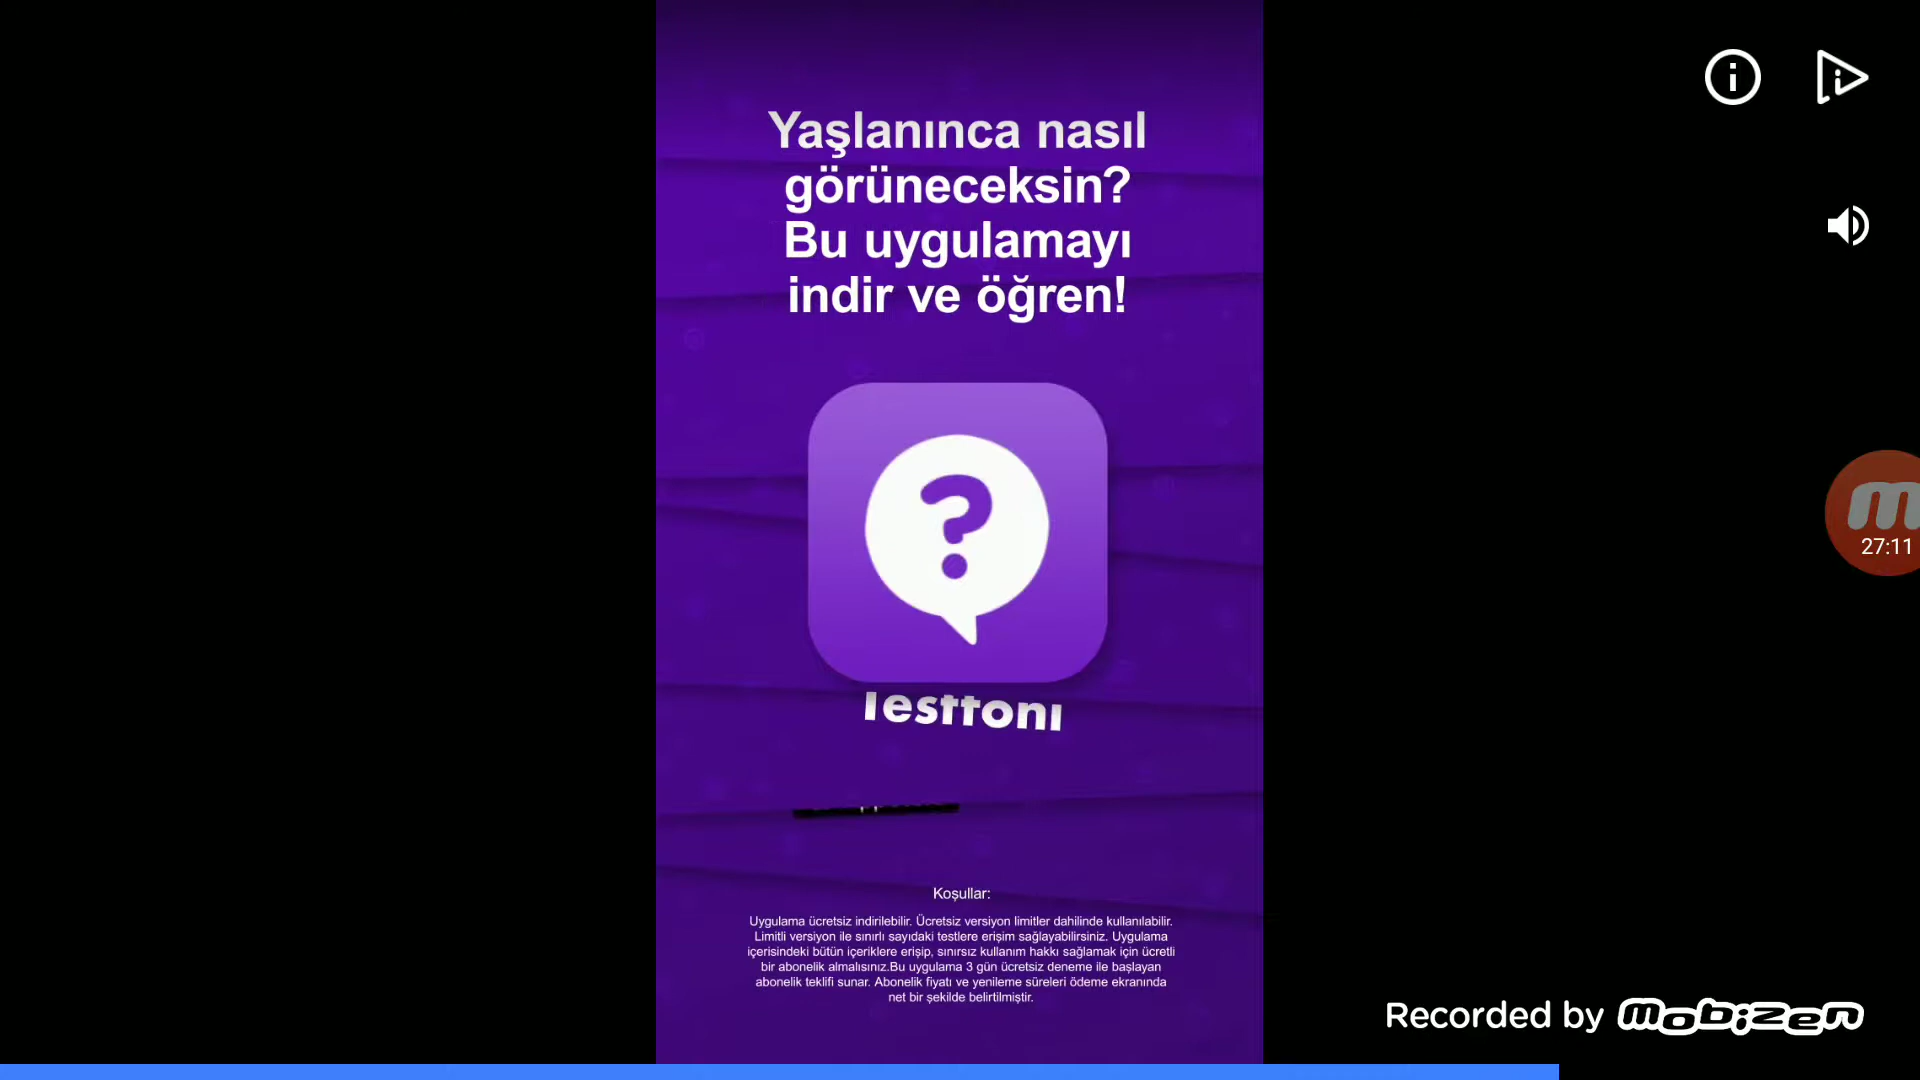 Yaşlanınca nasıl
görüneceksin?
Bu uygulamayı
indir ve öğren!
Testtoni
27:11
Koşullar:
Uygulama ücretsiz indirilebilir. Ücretsiz versiyon limitler dahilinde kullanılabilir.
Limitli versiyon ile sınırlı sayıdaki testlere erişim sağlayabilirsiniz. Uygulama
içerisindeki bütün içeriklere erişip, sınırsız kullanım hakkı sağlamak için ücretli
bir abonelik almalısınız.Bu uygulama 3 gün ücretsiz deneme ile başlayan
abonelik teklifi sunar. Abonelik fiyatı ve yenileme süreleri ödeme ekranında
net bir şekilde belirtilmiştir.
Recorded by mobizen